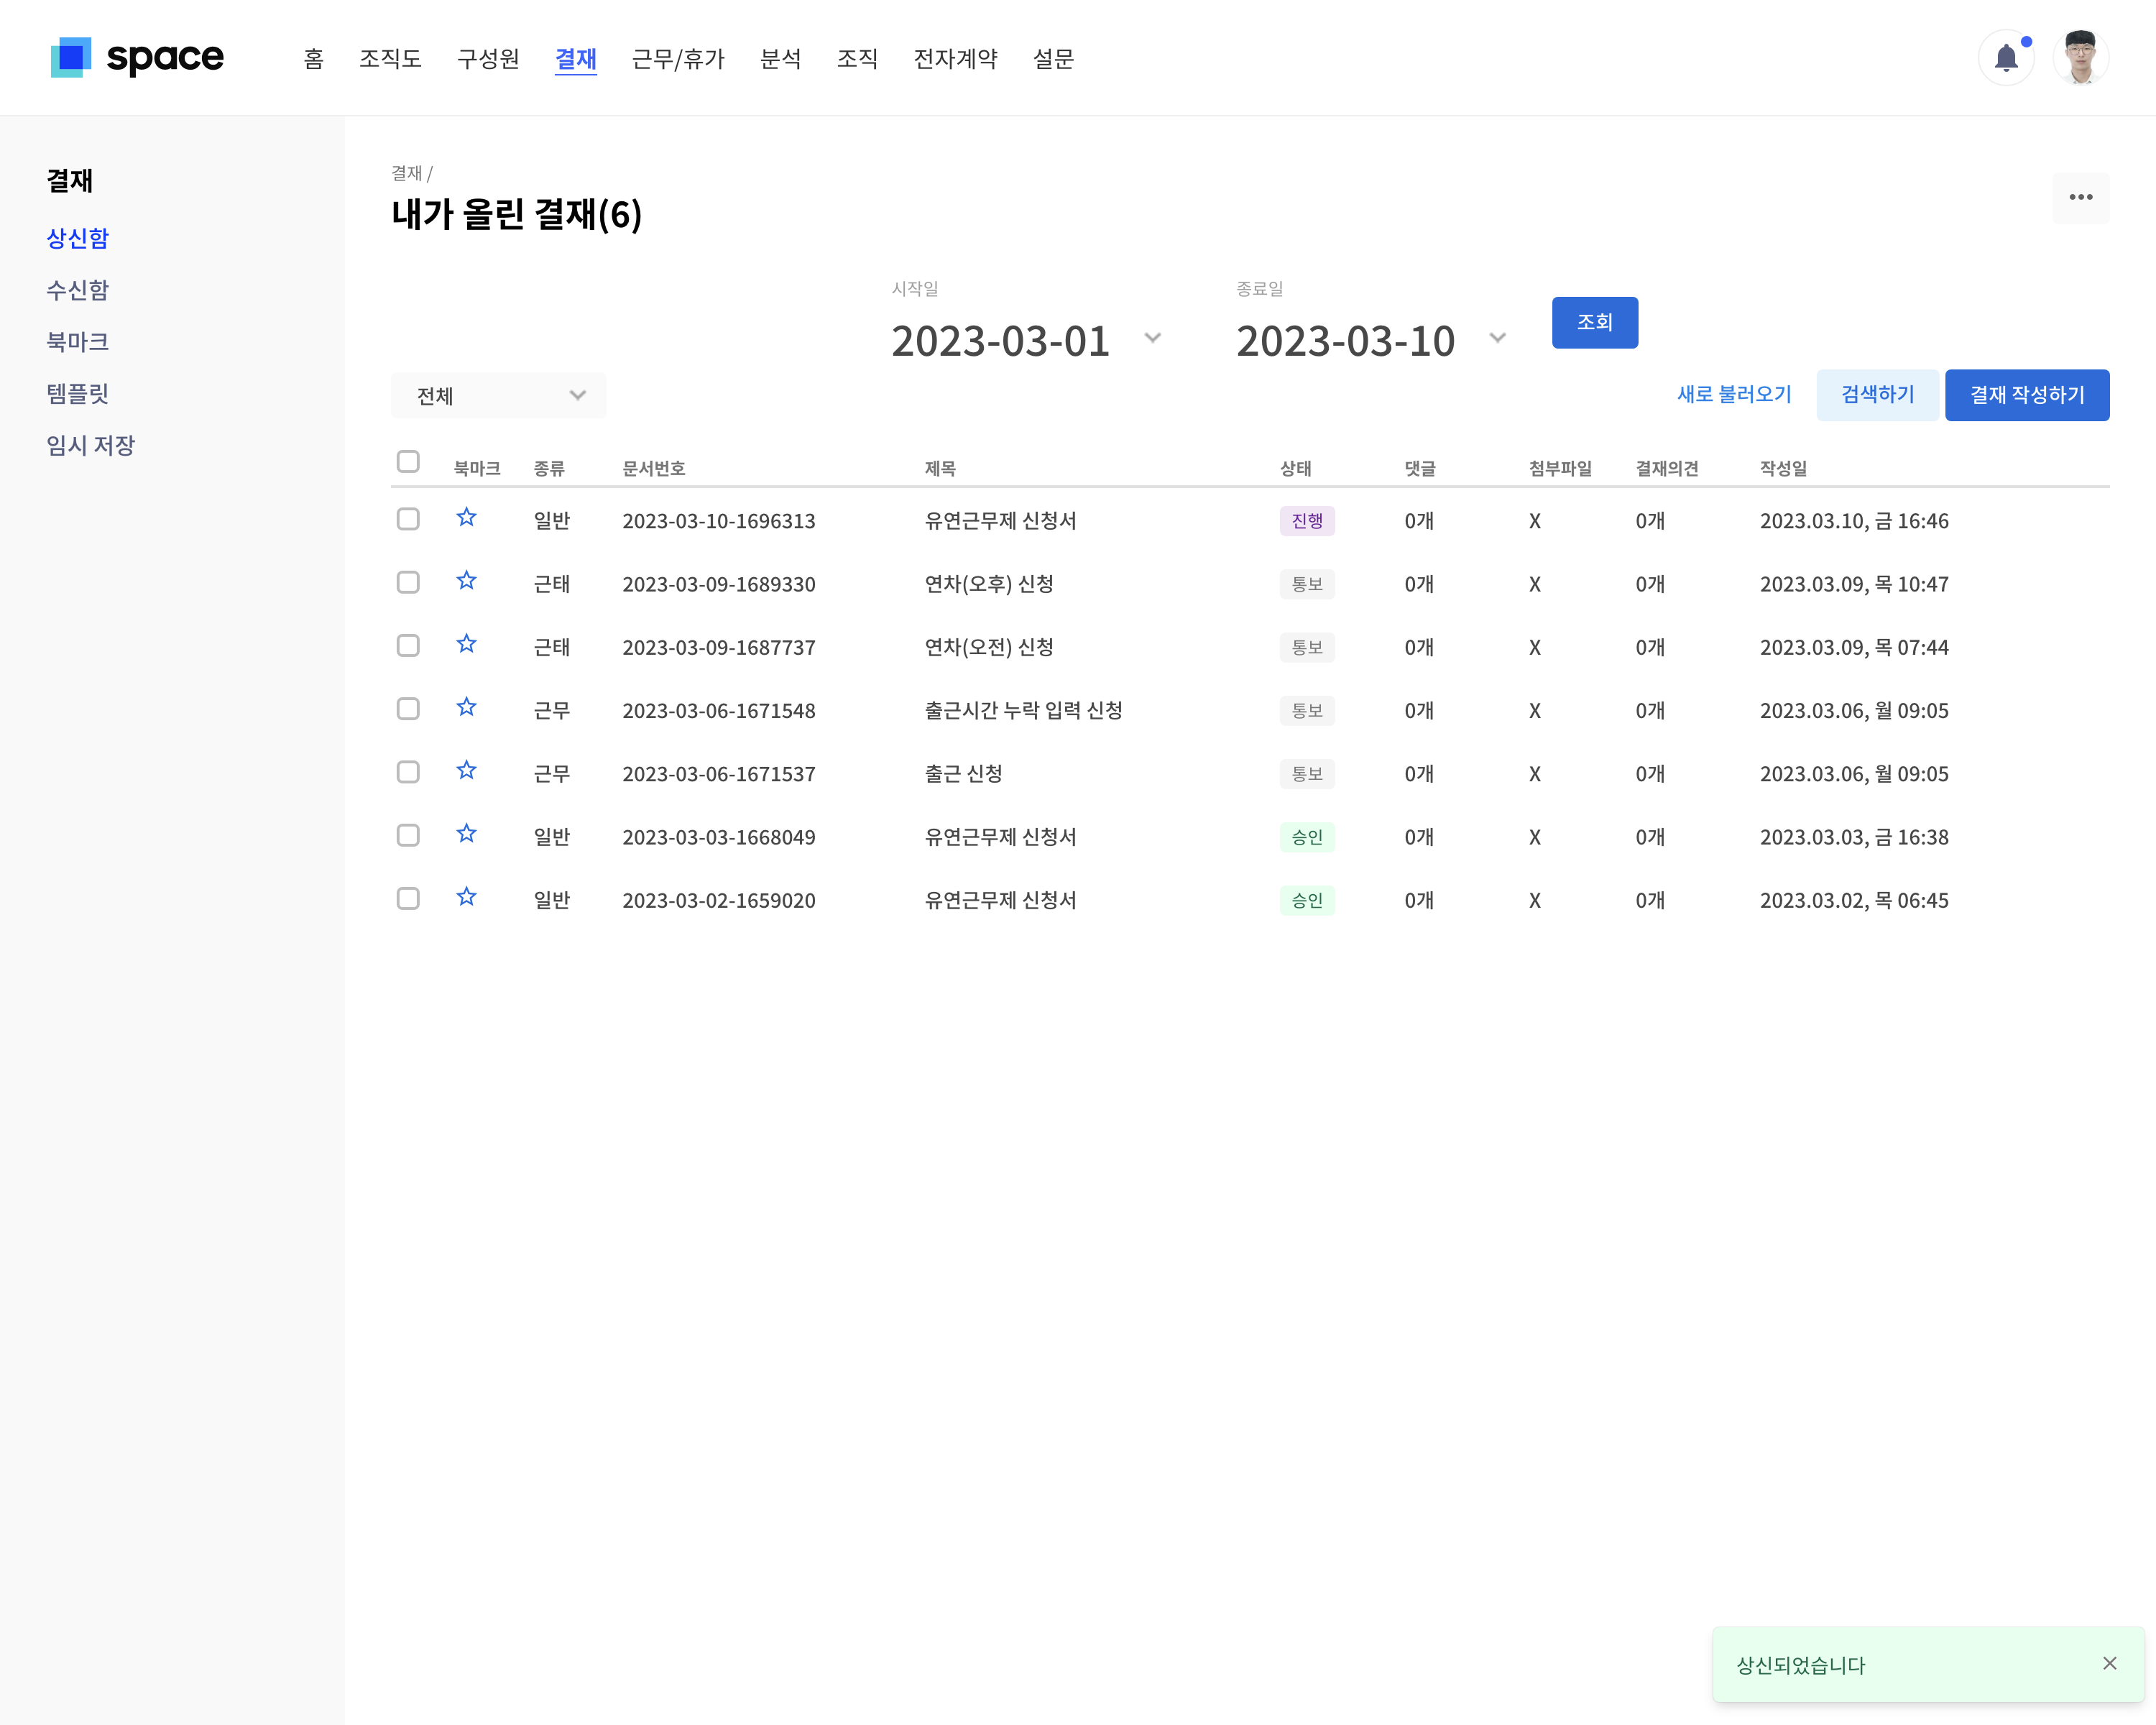 space 홈 조직도 구성원 결재 근무/휴가 분석 조직 전자계약 설문
결재
상신함
수신함
북마크
템플릿
임시 저장
결재 /
내가 올린 결재(6)
시작일 종료일
2023-03-01 2023-03-10 조회
전체 새로 불러오기 검색하기 결재 작성하기
북마크 종류 문서번호 제목 상태 댓글 첨부파일 결재의견 작성일
일반 2023-03-10-1696313 유연근무제 신청서 진행 0개 X 0개 2023.03.10, 금 16:46
근태 2023-03-09-1689330 연차(오후) 신청 통보 0개 X 0개 2023.03.09, 목 10:47
근태 2023-03-09-1687737 연차(오전) 신청 통보 0개 X 0개 2023.03.09, 목 07:44
근무 2023-03-06-1671548 출근시간 누락 입력 신청 통보 0개 X 0개 2023.03.06, 월 09:05
근무 2023-03-06-1671537 출근 신청 통보 0개 X 0개 2023.03.06, 월 09:05
일반 2023-03-03-1668049 유연근무제 신청서 승인 0개 X 0개 2023.03.03, 금 16:38
일반 2023-03-02-1659020 유연근무제 신청서 승인 0개 X 0개 2023.03.02, 목 06:45
상신되었습니다